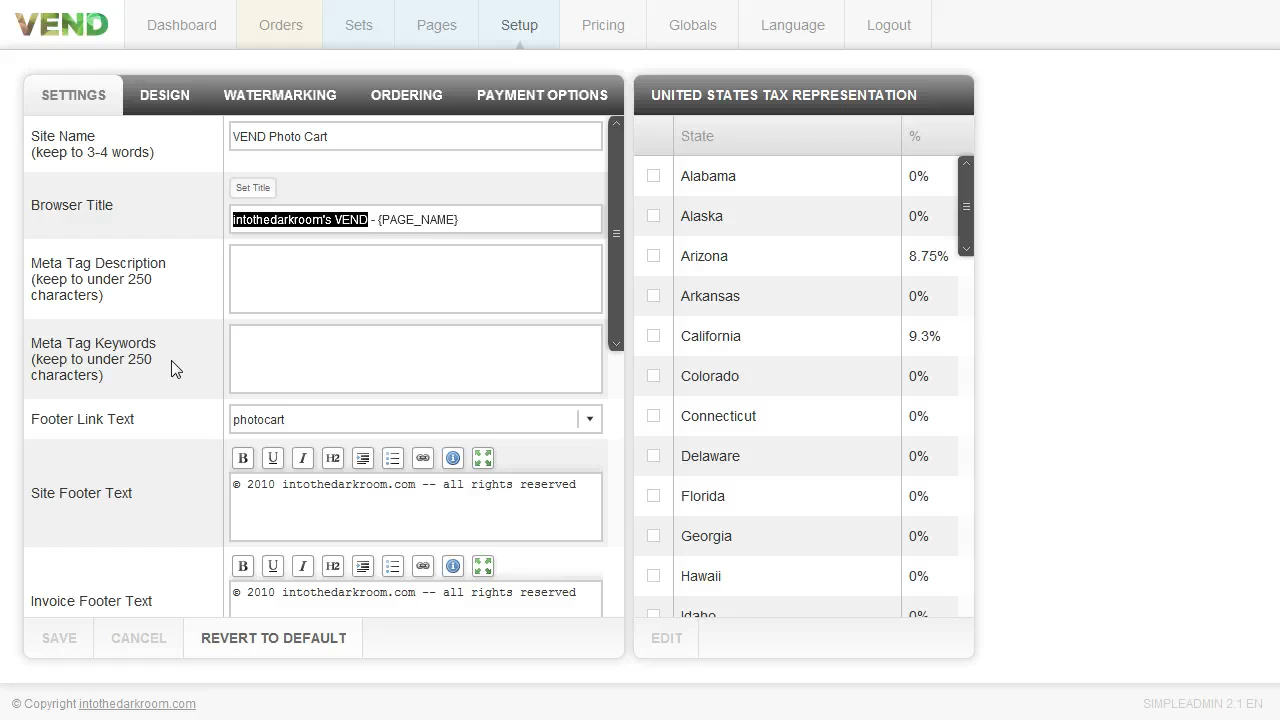 VEND
Dashboard
Orders
Sets
Pages
Setup
Pricing
Globals
Language
Logout
SETTINGS
DESIGN
WATERMARKING
ORDERING
PAYMENT OPTIONS
Site Name
(keep to 3-4 words)
VEND Photo Cart
Browser Title
Set Title
intothedarkroom's VEND - {PAGE_NAME}
Meta Tag Description
(keep to under 250
characters)
Meta Tag Keywords
(keep to under 250
characters)
Footer Link Text
photocart
Site Footer Text
B U I H2
© 2010 intothedarkroom.com -- all rights reserved
Invoice Footer Text
B U I H2
© 2010 intothedarkroom.com -- all rights reserved
SAVE
CANCEL
REVERT TO DEFAULT
UNITED STATES TAX REPRESENTATION
State %
Alabama 0%
Alaska 0%
Arizona 8.75%
Arkansas 0%
California 9.3%
Colorado 0%
Connecticut 0%
Delaware 0%
Florida 0%
Georgia 0%
Hawaii 0%
Idaho 0%
EDIT
© Copyright intothedarkroom.com
SIMPLEADMIN 2.1 EN